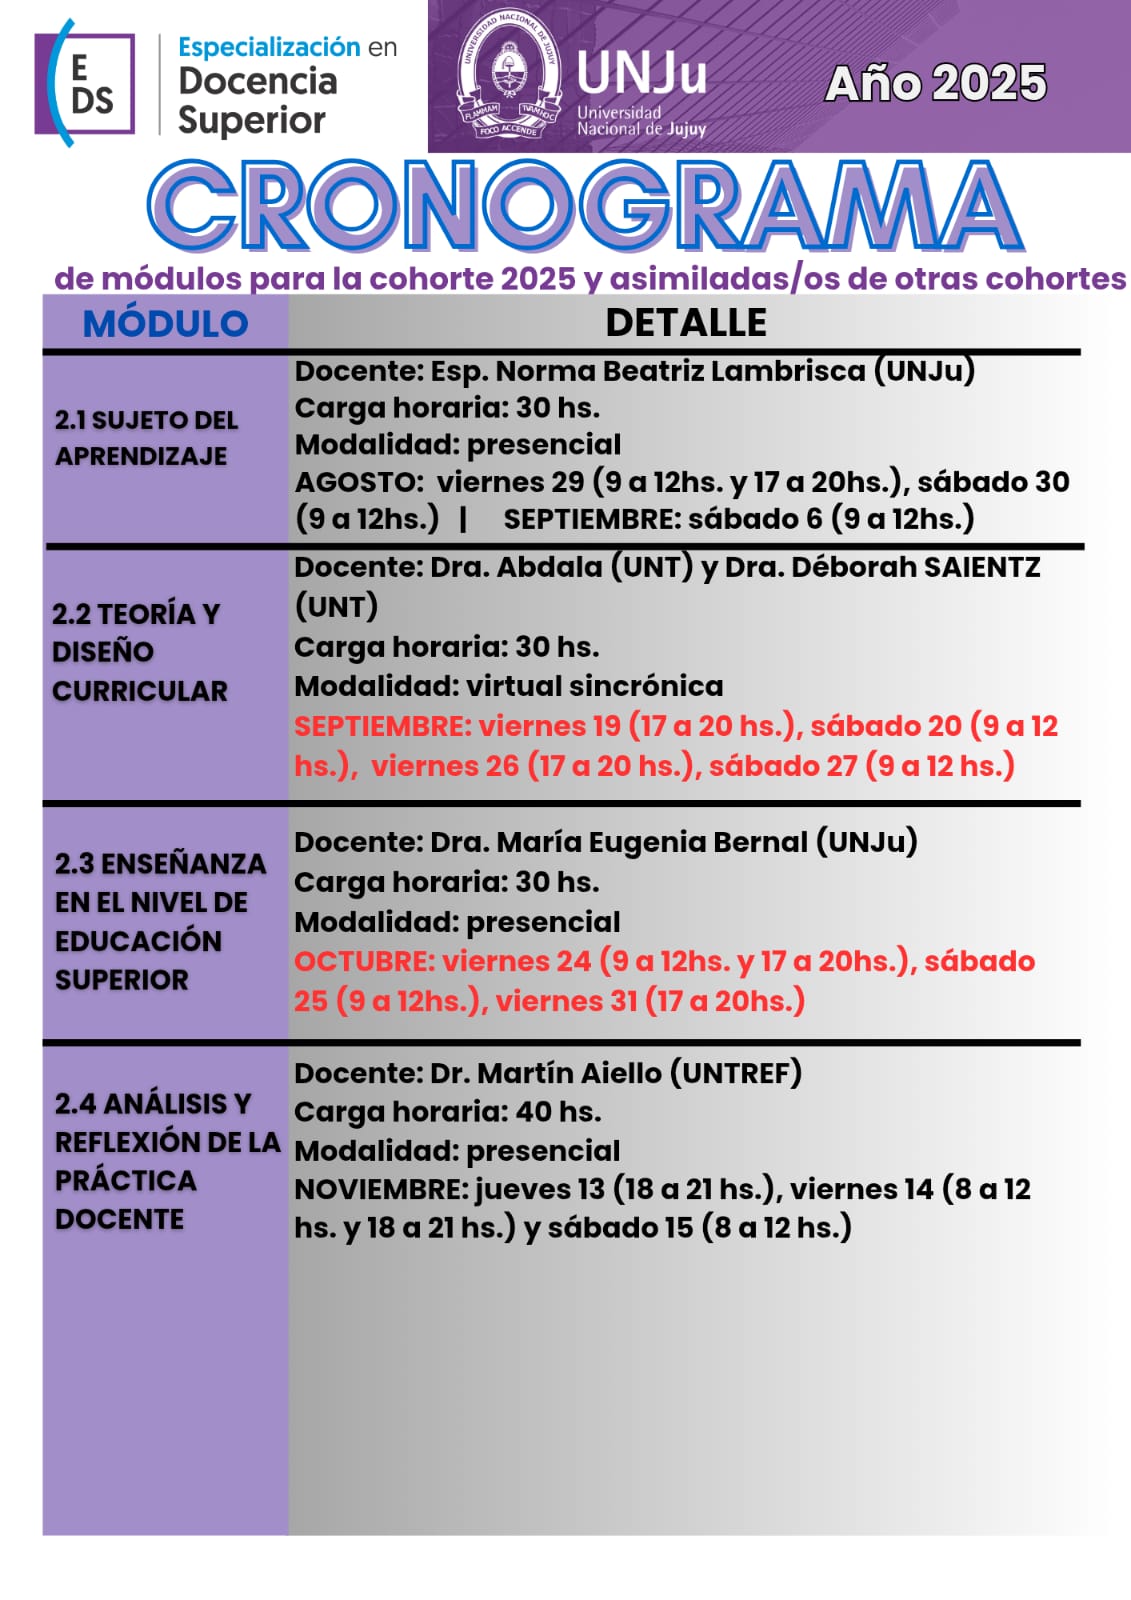 E
DS
Especialización en
Docencia
Superior
UNIVERSIDAD NACIONAL DE JUJUY
FLAMMAM
FOCO ACCENDE
UNJu
Universidad
Nacional de Jujuy
Año 2025
CRONOGRAMA
de módulos para la cohorte 2025 y asimiladas/os de otras cohortes
MÓDULO
DETALLE
2.1 SUJETO DEL
APRENDIZAJE
Docente: Esp. Norma Beatriz Lambrisca (UNJu)
Carga horaria: 30 hs.
Modalidad: presencial
AGOSTO: viernes 29 (9 a 12hs. y 17 a 20hs.), sábado 30
(9 a 12hs.) | SEPTIEMBRE: sábado 6 (9 a 12hs.)
2.2 TEORÍA Y
DISEÑO
CURRICULAR
Docente: Dra. Abdala (UNT) y Dra. Déborah SAIENTZ
(UNT)
Carga horaria: 30 hs.
Modalidad: virtual sincrónica
SEPTIEMBRE: viernes 19 (17 a 20 hs.), sábado 20 (9 a 12
hs.), viernes 26 (17 a 20 hs.), sábado 27 (9 a 12 hs.)
2.3 ENSEÑANZA
EN EL NIVEL DE
EDUCACIÓN
SUPERIOR
Docente: Dra. María Eugenia Bernal (UNJu)
Carga horaria: 30 hs.
Modalidad: presencial
OCTUBRE: viernes 24 (9 a 12hs. y 17 a 20hs.), sábado
25 (9 a 12hs.), viernes 31 (17 a 20hs.)
2.4 ANÁLISIS Y
REFLEXIÓN DE LA
PRÁCTICA
DOCENTE
Docente: Dr. Martín Aiello (UNTREF)
Carga horaria: 40 hs.
Modalidad: presencial
NOVIEMBRE: jueves 13 (18 a 21 hs.), viernes 14 (8 a 12
hs. y 18 a 21 hs.) y sábado 15 (8 a 12 hs.)